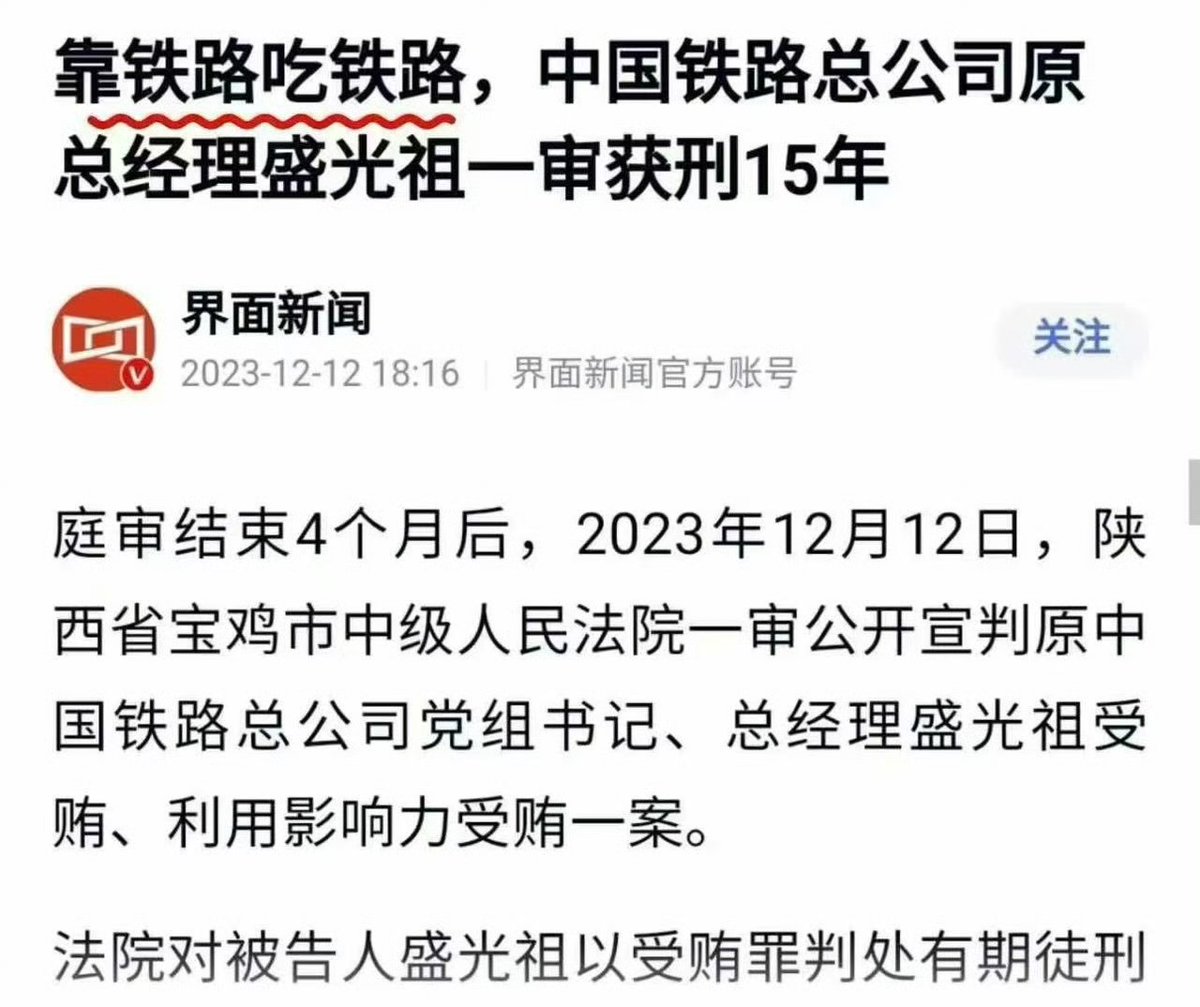 靠铁路吃铁路，中国铁路总公司原
总经理盛光祖一审获刑15年
界面新闻
2023-12-12 18:16 界面新闻官方账号
关注
庭审结束4个月后，2023年12月12日，陕
西省宝鸡市中级人民法院一审公开宣判原中
国铁路总公司党组书记、总经理盛光祖受
贿、利用影响力受贿一案。
法院对被告人盛光祖以受贿罪判处有期徒刑